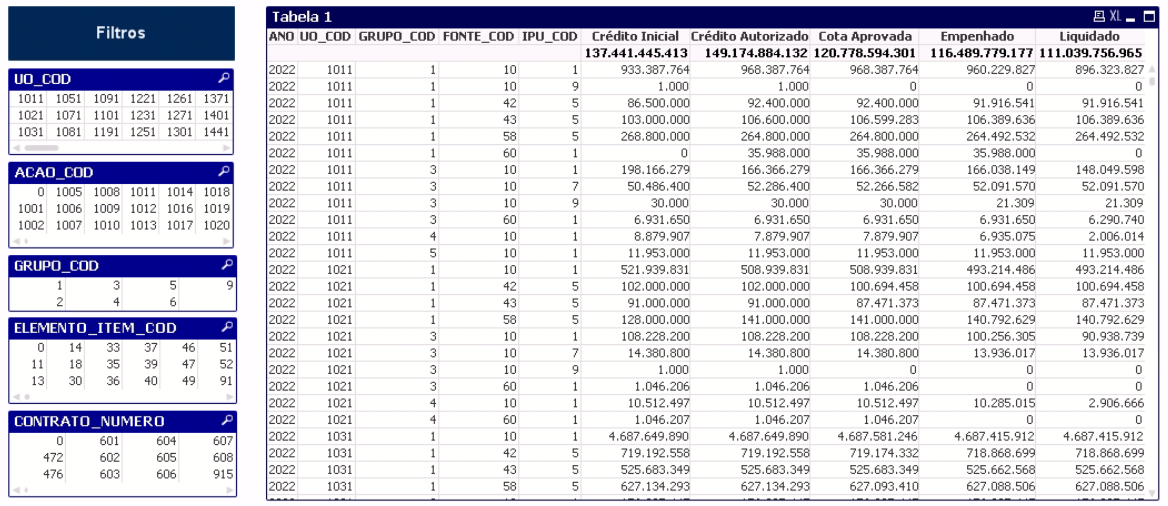 Filtros
UO_COD
1011 1051 1091 1221 1261 1371
1021 1071 1101 1231 1271 1401
1031 1081 1191 1251 1301 1441
ACAO_COD
0 1005 1008 1011 1014 1018
1001 1006 1009 1012 1016 1019
1002 1007 1010 1013 1017 1020
GRUPO_COD
1 3 5 9
2 4 6
ELEMENTO_ITEM_COD
0 14 33 37 46 51
11 18 35 39 47 52
13 30 36 40 49 91
CONTRATO_NUMERO
0 601 604 607
472 602 605 608
476 603 606 915
Tabela 1 XL
ANO UO_COD GRUPO_COD FONTE_COD IPU_COD Crédito Inicial Crédito Autorizado Cota Aprovada Empenhado Liquidado
137.441.445.413 149.174.884.132 120.778.594.301 116.489.779.177 111.039.756.965
2022 1011 1 10 1 933.387.764 968.387.764 968.387.764 960.229.827 896.323.827
2022 1011 1 10 9 1.000 1.000 0 0 0
2022 1011 1 42 5 86.500.000 92.400.000 92.400.000 91.916.541 91.916.541
2022 1011 1 43 5 103.000.000 106.600.000 106.599.283 106.389.636 106.389.636
2022 1011 1 58 5 268.800.000 264.800.000 264.800.000 264.492.532 264.492.532
2022 1011 1 60 1 0 35.988.000 35.988.000 35.988.000 0
2022 1011 3 10 1 198.166.279 166.366.279 166.366.279 166.038.149 148.049.598
2022 1011 3 10 7 50.486.400 52.286.400 52.266.582 52.091.570 52.091.570
2022 1011 3 10 9 30.000 30.000 30.000 21.309 21.309
2022 1011 3 60 1 6.931.650 6.931.650 6.931.650 6.931.650 6.290.740
2022 1011 4 10 1 8.879.907 7.879.907 7.879.907 6.935.075 2.006.014
2022 1011 5 10 1 11.953.000 11.953.000 11.953.000 11.953.000 11.953.000
2022 1021 1 10 1 521.939.831 508.939.831 508.939.831 493.214.486 493.214.486
2022 1021 1 42 5 102.000.000 102.000.000 100.694.458 100.694.458 100.694.458
2022 1021 1 43 5 91.000.000 91.000.000 87.471.373 87.471.373 87.471.373
2022 1021 1 58 5 128.000.000 141.000.000 141.000.000 140.792.629 140.792.629
2022 1021 3 10 1 108.228.200 108.228.200 108.228.200 100.256.305 90.938.739
2022 1021 3 10 7 14.380.800 14.380.800 14.380.800 13.936.017 13.936.017
2022 1021 3 10 9 1.000 1.000 0 0 0
2022 1021 3 60 1 1.046.206 1.046.206 1.046.206 0 0
2022 1021 4 10 1 10.512.497 10.512.497 10.512.497 10.285.015 2.906.666
2022 1021 4 60 1 1.046.207 1.046.207 1.046.207 0 0
2022 1031 1 10 1 4.687.649.890 4.687.649.890 4.687.581.246 4.687.415.912 4.687.415.912
2022 1031 1 42 5 719.192.558 719.192.558 719.174.332 718.868.699 718.868.699
2022 1031 1 43 5 525.683.349 525.683.349 525.683.349 525.662.568 525.662.568
2022 1031 1 58 5 627.134.293 627.134.293 627.093.410 627.088.506 627.088.506